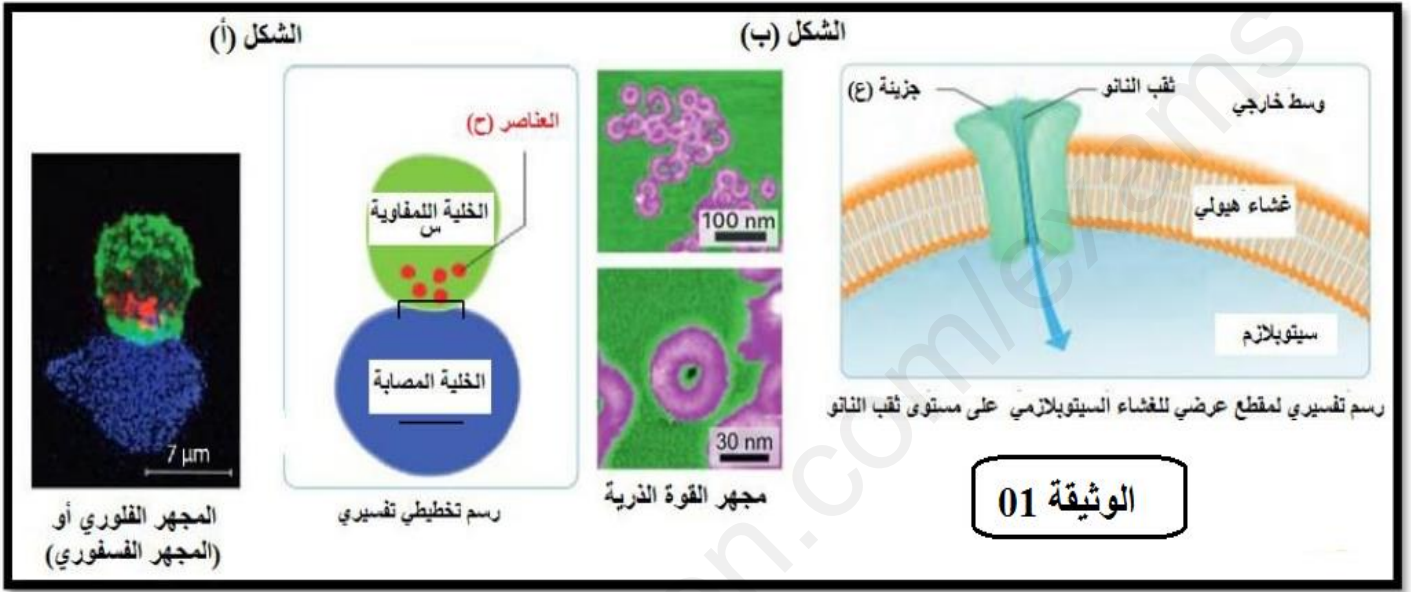 الشكل (أ)
العناصر (ح)
الخلية اللمفاوية
س
الخلية المصابة
رسم تخطيطي تفسيري
7 µm
المجهر الفلوري أو
(المجهر الفسفوري)
الشكل (ب)
وسط خارجي
ثقب النانو
جزيئة (ع)
غشاء هيولي
سيتوبلازم
رسم تفسيري لمقطع عرضي للغشاء السيتوبلازمي على مستوى ثقب النانو
100 nm
30 nm
مجهر القوة الذرية
الوثيقة 01